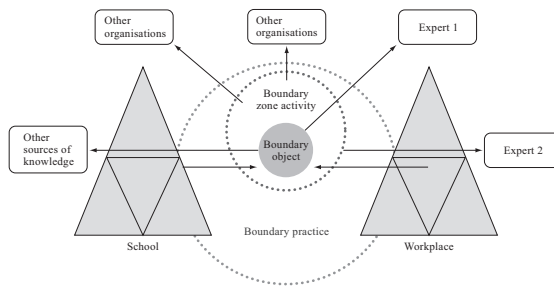 Other
organisations
Other
organisations
Expert 1
Boundary
zone activity
Other
sources of
knowledge
Boundary
object
Expert 2
Boundary practice
School
Workplace